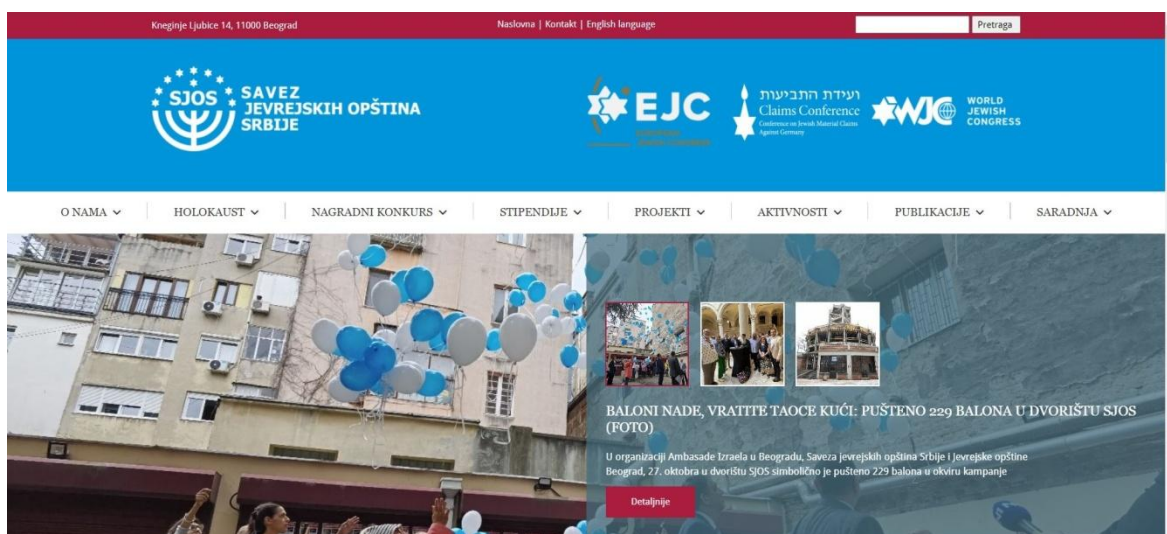 Kneginje Ljubice 14, 11000 Beograd
Naslovna | Kontakt | English language
Pretraga
SJOS
SAVEZ
JEVREJSKIH OPŠTINA
SRBIJE
EJC
EUROPEAN
JEWISH CONGRESS
ועידת התביעות
Claims Conference
Conference on Jewish Material Claims
Against Germany
WJC
WORLD
JEWISH
CONGRESS
O NAMA
HOLOKAUST
NAGRADNI KONKURS
STIPENDIJE
PROJEKTI
AKTIVNOSTI
PUBLIKACIJE
SARADNJA
BALONI NADE, VRATITE TAOCE KUĆI: PUŠTENO 229 BALONA U DVORIŠTU SJOS
(FOTO)
U organizaciji Ambasade Izraela u Beogradu, Saveza jevrejskih opština Srbije i Jevrejske opštine
Beograd, 27. oktobra u dvorištu SJOS simbolično je pušteno 229 balona u okviru kampanje
Detaljnije